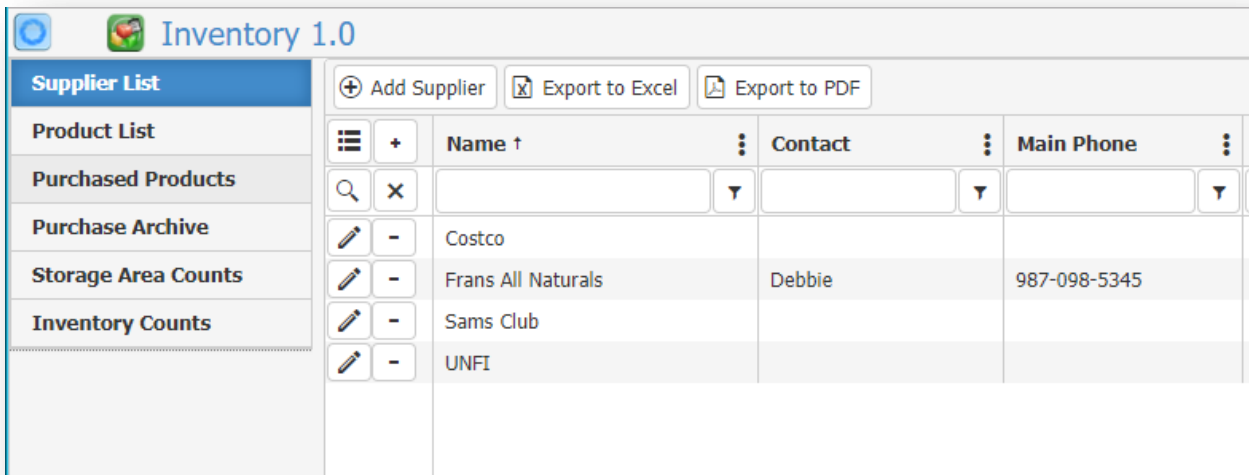 Inventory 1.0
Supplier List
Product List
Purchased Products
Purchase Archive
Storage Area Counts
Inventory Counts
Add Supplier Export to Excel Export to PDF
Name ↑ Contact Main Phone
Costco
Frans All Naturals Debbie 987-098-5345
Sams Club
UNFI